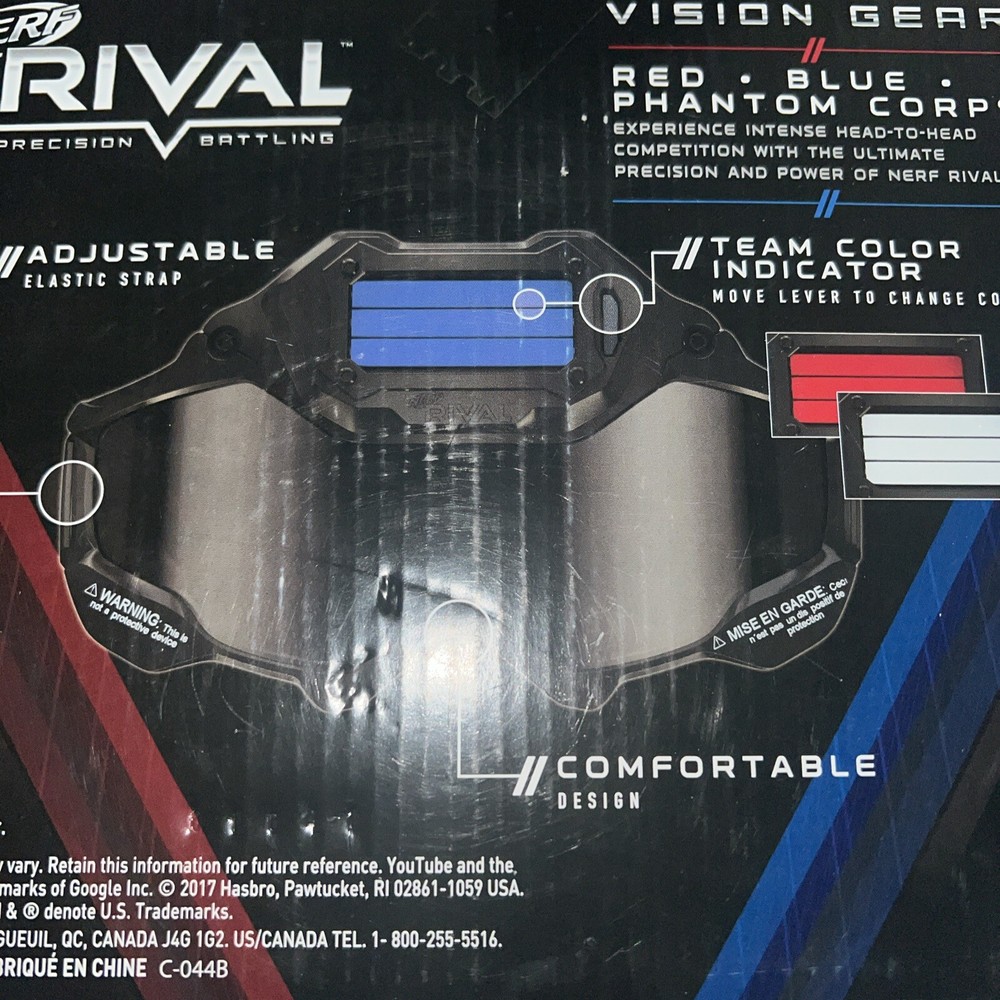 NERF
RIVAL™
PRECISION BATTLING
VISION GEAR
RED • BLUE •
PHANTOM CORP
EXPERIENCE INTENSE HEAD-TO-HEAD
COMPETITION WITH THE ULTIMATE
PRECISION AND POWER OF NERF RIVAL
// ADJUSTABLE
ELASTIC STRAP
// TEAM COLOR
INDICATOR
MOVE LEVER TO CHANGE CO
NERF
RIVAL
⚠ WARNING: This is
not a protective device
⚠ MISE EN GARDE: Ceci
n'est pas un dis positif de
protection
// COMFORTABLE
DESIGN
vary. Retain this information for future reference. YouTube and the
marks of Google Inc. © 2017 Hasbro, Pawtucket, RI 02861-1059 USA.
& ® denote U.S. Trademarks.
GUEUIL, QC, CANADA J4G 1G2. US/CANADA TEL. 1- 800-255-5516.
BRIQUÉ EN CHINE C-044B